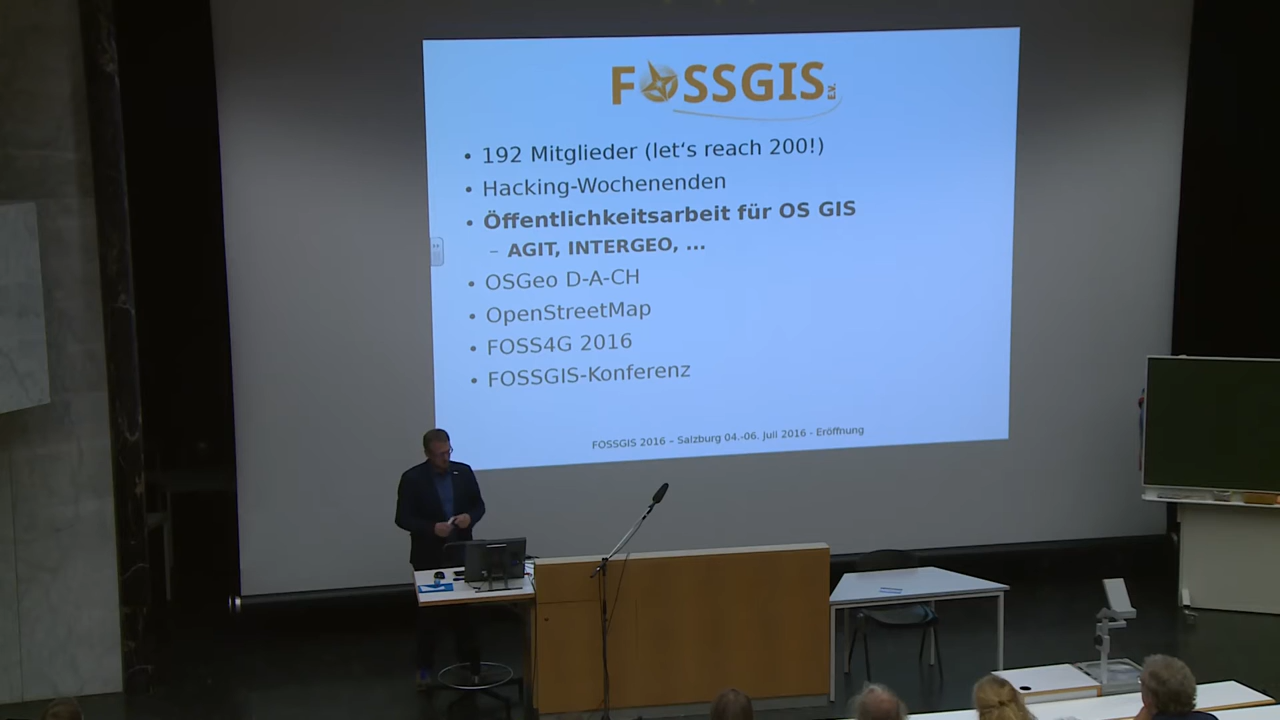 FOSSGIS e.V.
• 192 Mitglieder (let‘s reach 200!)
• Hacking-Wochenenden
• Öffentlichkeitsarbeit für OS GIS
– AGIT, INTERGEO, ...
• OSGeo D-A-CH
• OpenStreetMap
• FOSS4G 2016
• FOSSGIS-Konferenz
FOSSGIS 2016 – Salzburg 04.-06. Juli 2016 - Eröffnung